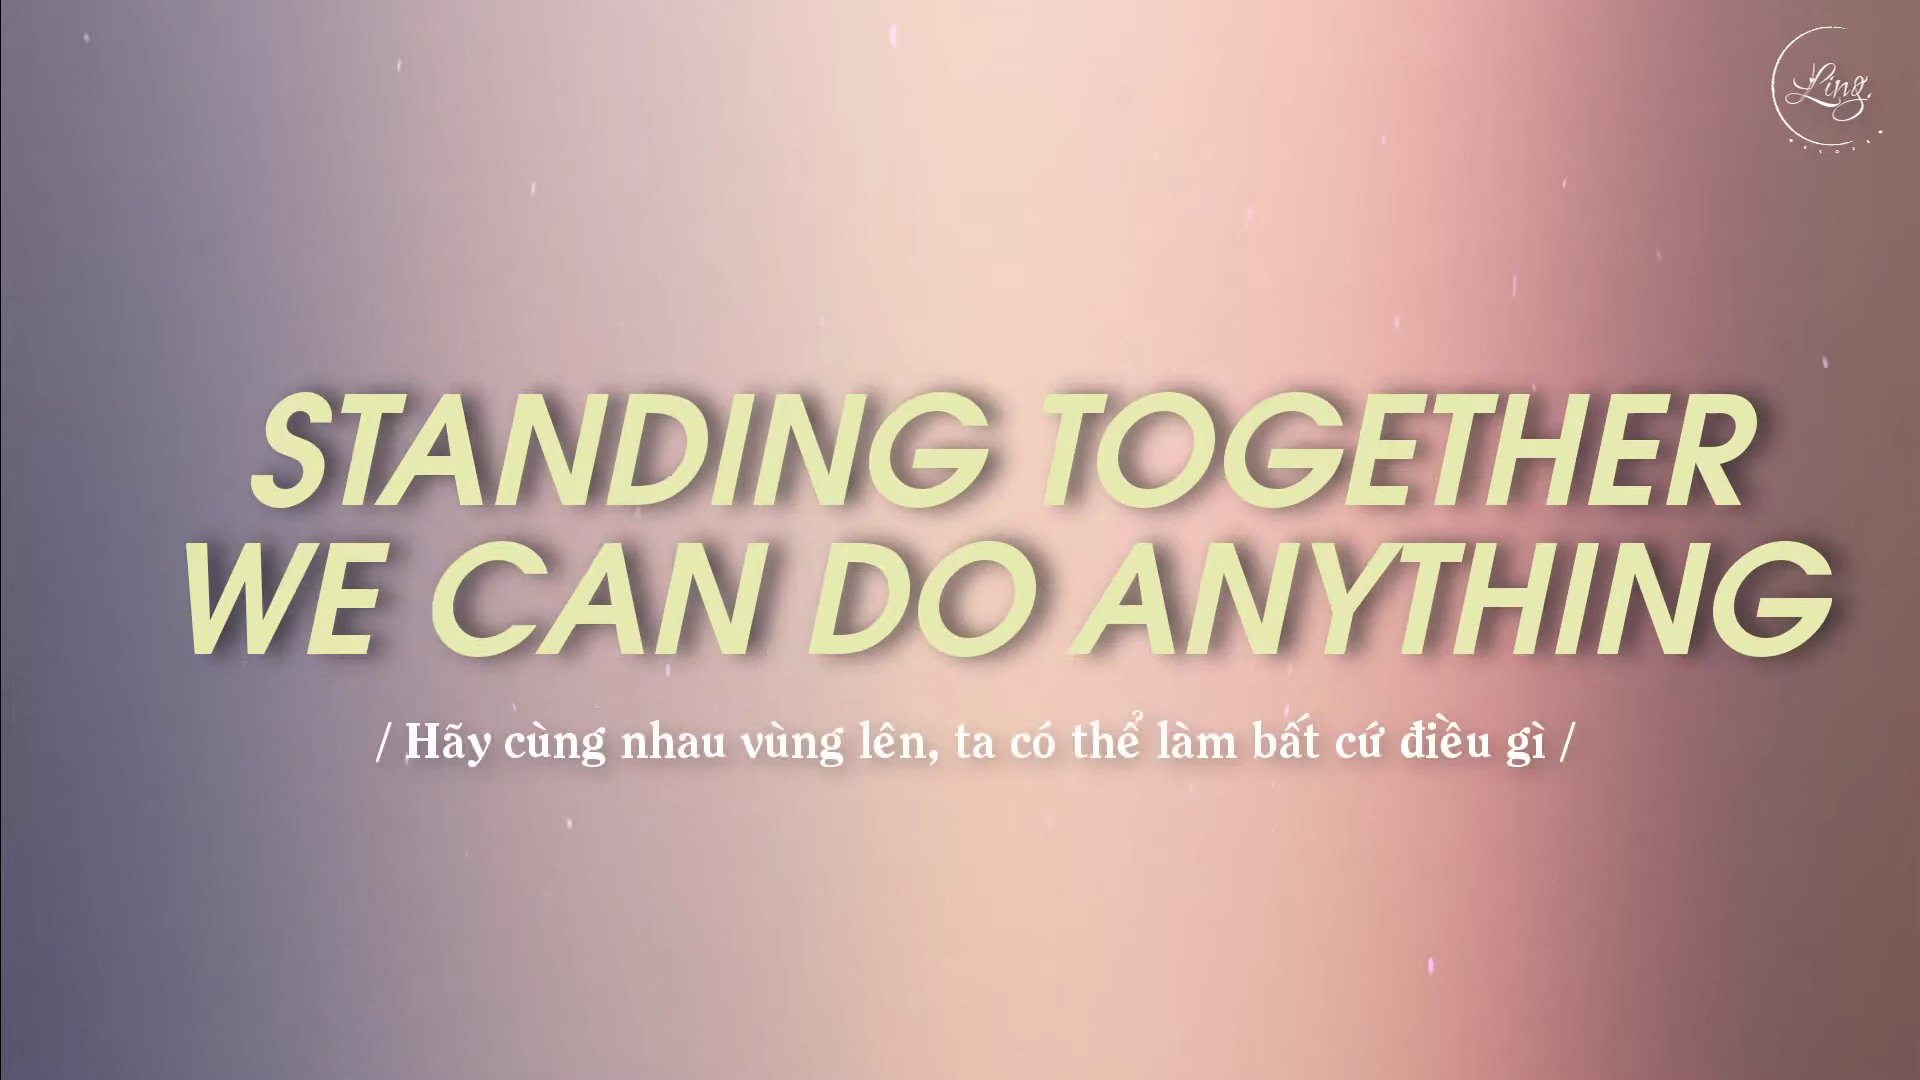 Ling.
STANDING TOGETHER
WE CAN DO ANYTHING
/ Hãy cùng nhau vùng lên, ta có thể làm bất cứ điều gì /